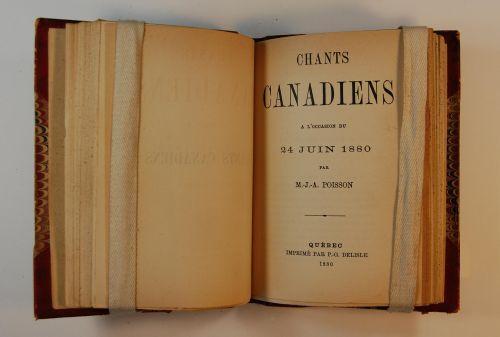 CHANTS
CANADIENS
A L'OCCASION DU
24 JUIN 1880
PAR
M.-J.-A. POISSON
QUÉBEC
IMPRIMÉ PAR P.-G. DELISLE
1880